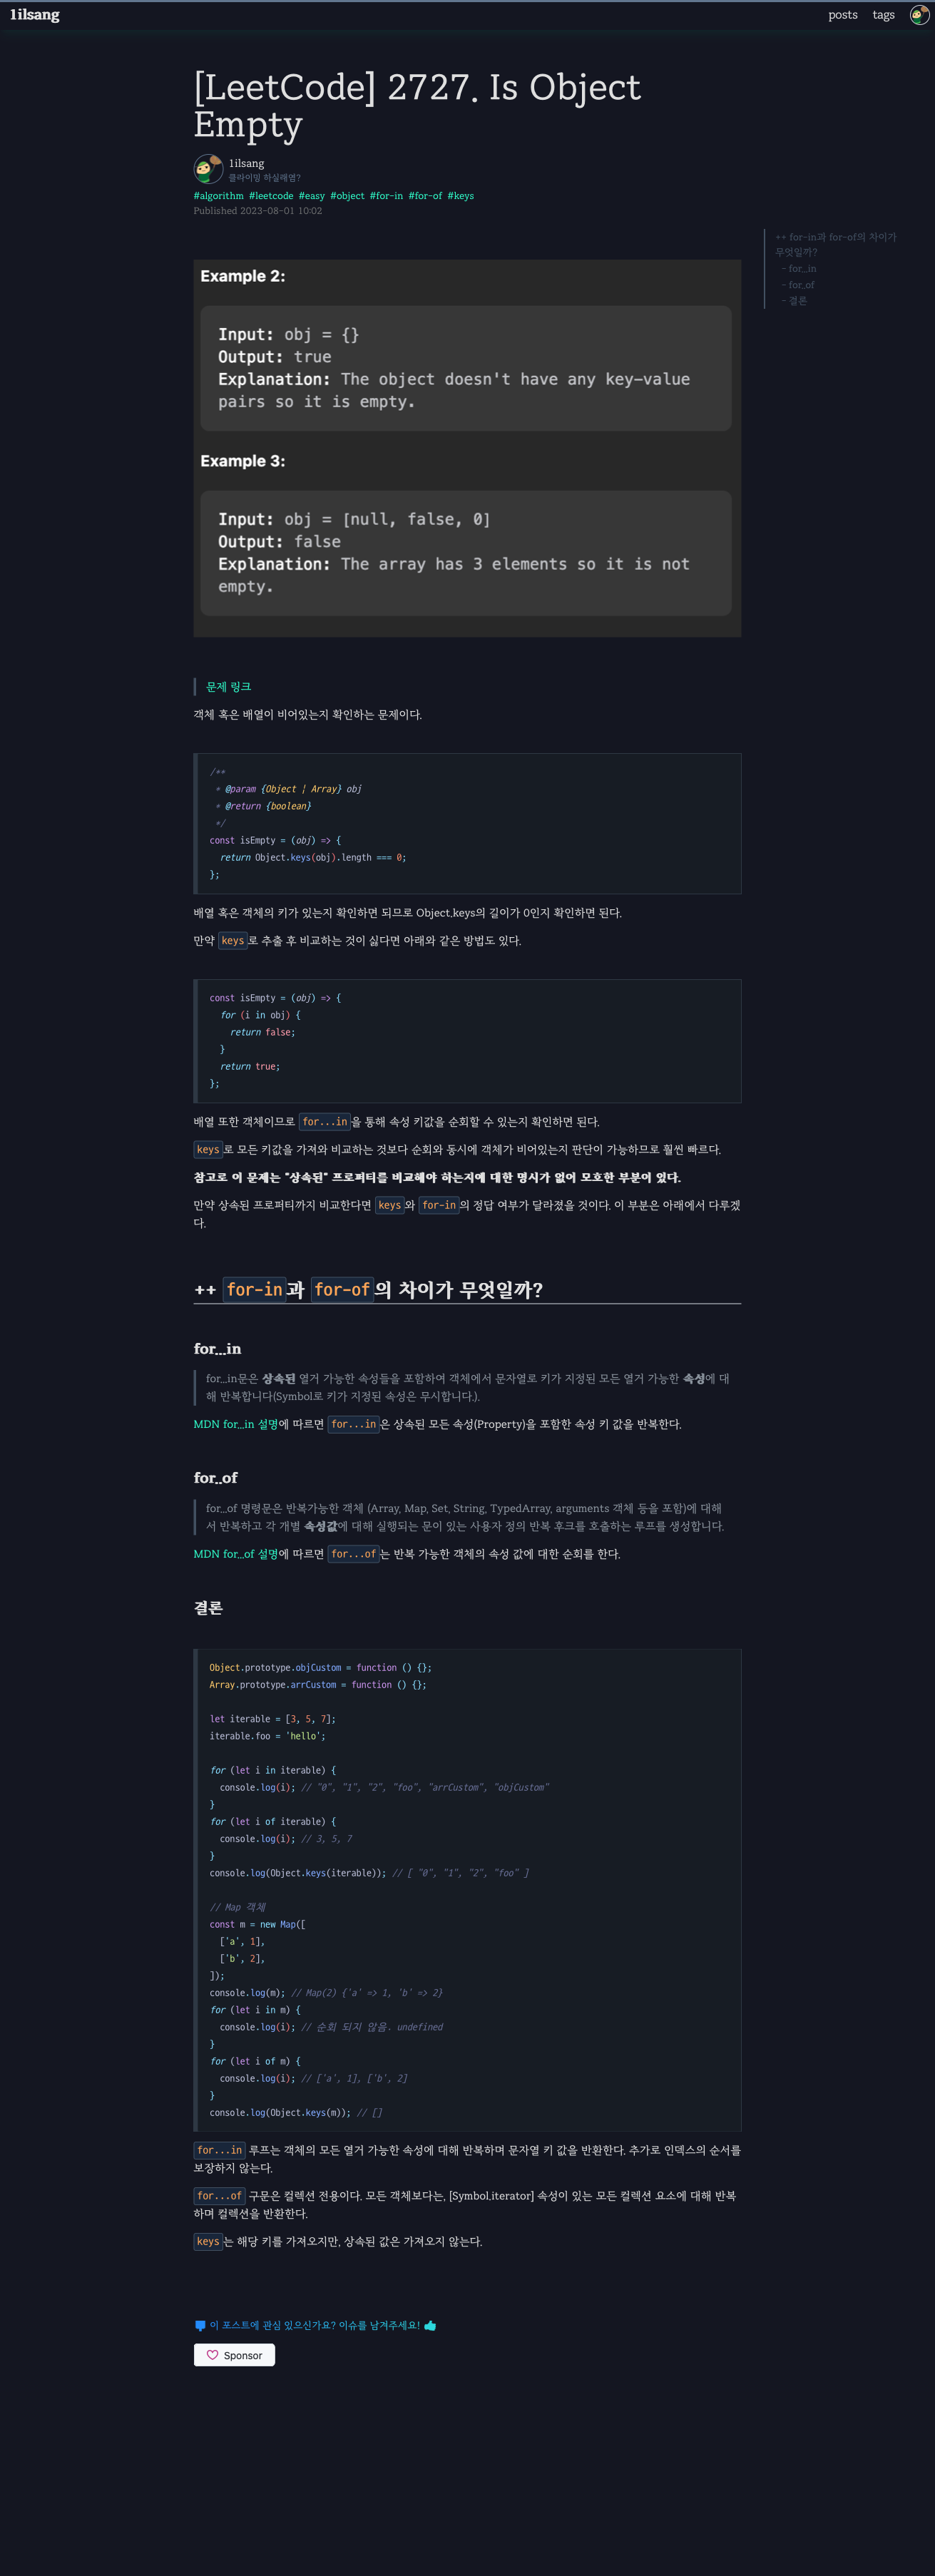 1ilsang
posts tags
[LeetCode] 2727. Is Object
Empty
1ilsang
클라이밍 하실래염?
#algorithm #leetcode #easy #object #for-in #for-of #keys
Published 2023-08-01 10:02
++ for-in과 for-of의 차이가
무엇일까?
- for...in
- for..of
- 결론
Example 2:
Input: obj = {}
Output: true
Explanation: The object doesn't have any key-value
pairs so it is empty.
Example 3:
Input: obj = [null, false, 0]
Output: false
Explanation: The array has 3 elements so it is not
empty.
문제 링크
객체 혹은 배열이 비어있는지 확인하는 문제이다.
/**
 * @param {Object | Array} obj
 * @return {boolean}
 */
const isEmpty = (obj) => {
  return Object.keys(obj).length === 0;
};
배열 혹은 객체의 키가 있는지 확인하면 되므로 Object.keys의 길이가 0인지 확인하면 된다.
만약 keys로 추출 후 비교하는 것이 싫다면 아래와 같은 방법도 있다.
const isEmpty = (obj) => {
  for (i in obj) {
    return false;
  }
  return true;
};
배열 또한 객체이므로 for...in을 통해 속성 키값을 순회할 수 있는지 확인하면 된다.
keys로 모든 키값을 가져와 비교하는 것보다 순회와 동시에 객체가 비어있는지 판단이 가능하므로 훨씬 빠르다.
참고로 이 문제는 "상속된" 프로퍼티를 비교해야 하는지에 대한 명시가 없어 모호한 부분이 있다.
만약 상속된 프로퍼티까지 비교한다면 keys와 for-in의 정답 여부가 달라졌을 것이다. 이 부분은 아래에서 다루겠
다.
++ for-in과 for-of의 차이가 무엇일까?
for...in
for...in문은 상속된 열거 가능한 속성들을 포함하여 객체에서 문자열로 키가 지정된 모든 열거 가능한 속성에 대
해 반복합니다(Symbol로 키가 지정된 속성은 무시합니다.).
MDN for...in 설명에 따르면 for...in은 상속된 모든 속성(Property)을 포함한 속성 키 값을 반복한다.
for..of
for...of 명령문은 반복가능한 객체 (Array, Map, Set, String, TypedArray, arguments 객체 등을 포함)에 대해
서 반복하고 각 개별 속성값에 대해 실행되는 문이 있는 사용자 정의 반복 후크를 호출하는 루프를 생성합니다.
MDN for...of 설명에 따르면 for...of는 반복 가능한 객체의 속성 값에 대한 순회를 한다.
결론
Object.prototype.objCustom = function () {};
Array.prototype.arrCustom = function () {};
let iterable = [3, 5, 7];
iterable.foo = 'hello';
for (let i in iterable) {
  console.log(i); // "0", "1", "2", "foo", "arrCustom", "objCustom"
}
for (let i of iterable) {
  console.log(i); // 3, 5, 7
}
console.log(Object.keys(iterable)); // [ "0", "1", "2", "foo" ]
// Map 객체
const m = new Map([
  ['a', 1],
  ['b', 2],
]);
console.log(m); // Map(2) {'a' => 1, 'b' => 2}
for (let i in m) {
  console.log(i); // 순회 되지 않음. undefined
}
for (let i of m) {
  console.log(i); // ['a', 1], ['b', 2]
}
console.log(Object.keys(m)); // []
for...in 루프는 객체의 모든 열거 가능한 속성에 대해 반복하며 문자열 키 값을 반환한다. 추가로 인덱스의 순서를
보장하지 않는다.
for...of 구문은 컬렉션 전용이다. 모든 객체보다는, [Symbol.iterator] 속성이 있는 모든 컬렉션 요소에 대해 반복
하며 컬렉션을 반환한다.
keys는 해당 키를 가져오지만, 상속된 값은 가져오지 않는다.
이 포스트에 관심 있으신가요? 이슈를 남겨주세요!
Sponsor